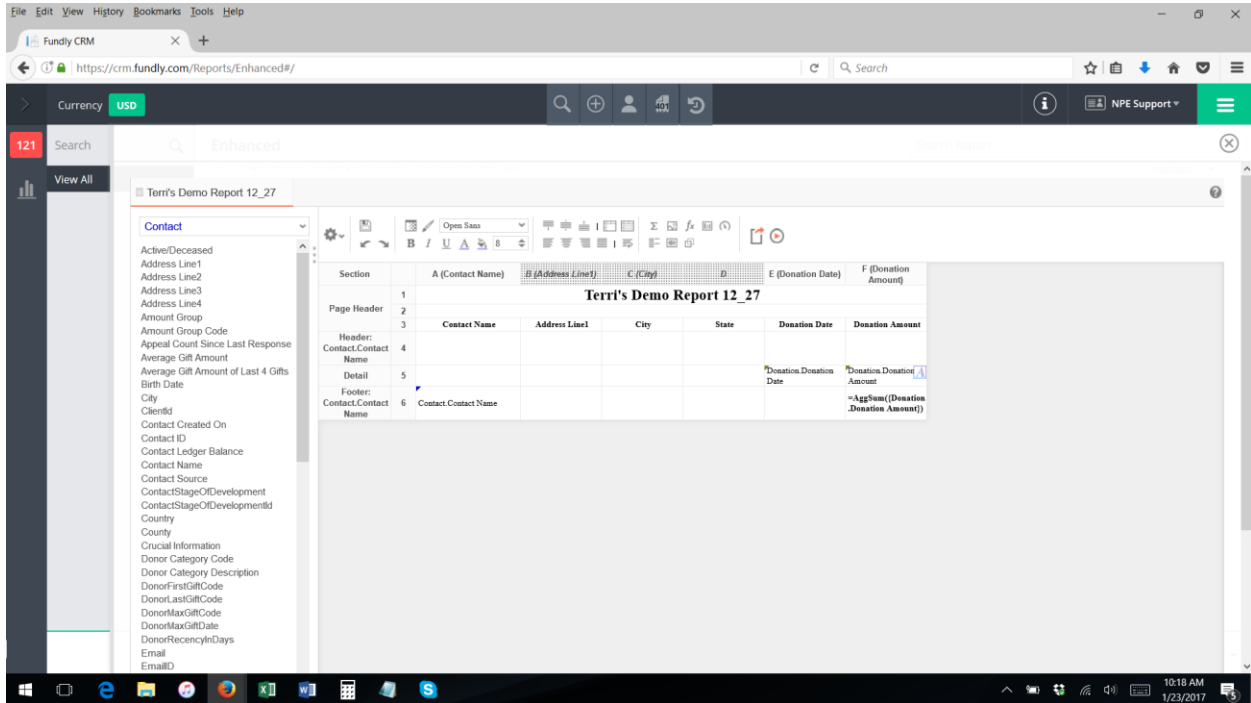 File Edit View History Bookmarks Tools Help
Fundly CRM
https://crm.fundly.com/Reports/Enhanced#/
Search
Currency USD
101
NPE Support
121
Search
Enhanced
View All
Terri's Demo Report 12_27
Contact
Open Sans
B I U A 8
Active/Deceased
Address Line1
Address Line2
Address Line3
Address Line4
Amount Group
Amount Group Code
Appeal Count Since Last Response
Average Gift Amount
Average Gift Amount of Last 4 Gifts
Birth Date
City
ClientId
Contact Created On
Contact ID
Contact Ledger Balance
Contact Name
Contact Source
ContactStageOfDevelopment
ContactStageOfDevelopmentId
Country
County
Crucial Information
Donor Category Code
Donor Category Description
DonorFirstGiftCode
DonorLastGiftCode
DonorMaxGiftCode
DonorMaxGiftDate
DonorRecencyInDays
Email
EmailID
Section A (Contact Name) B (Address Line1) C (City) D E (Donation Date) F (Donation Amount)
1 Terri's Demo Report 12_27
Page Header 2
3 Contact Name Address Line1 City State Donation Date Donation Amount
Header: Contact.Contact Name 4
Detail 5 Donation.Donation Date Donation.Donation Amount
Footer: Contact.Contact Name 6 Contact.Contact Name =AggSum({Donation.Donation Amount})
10:18 AM
1/23/2017
5